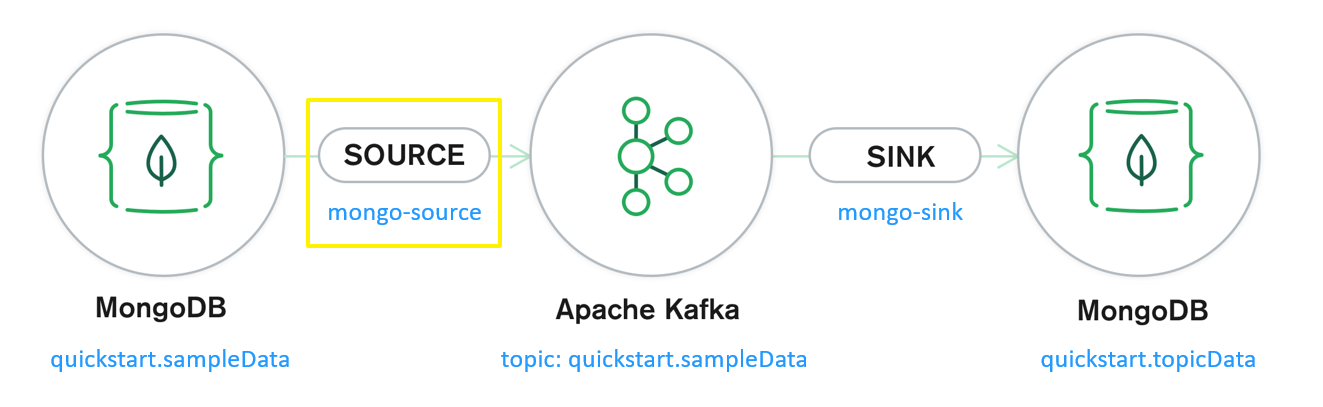 SOURCE
SINK
mongo-source
mongo-sink
MongoDB
Apache Kafka
MongoDB
quickstart.sampleData
topic: quickstart.sampleData
quickstart.topicData